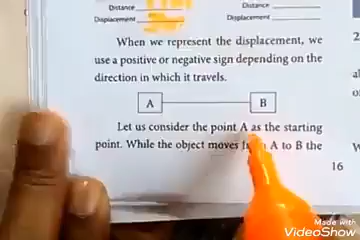 Distance
Distance
Displacement
Displacement
When we represent the displacement, we
use a positive or negative sign depending on the
direction in which it travels.
A B
Let us consider the point A as the starting
point. While the object moves A to B the
16
2
Made with
VideoShow